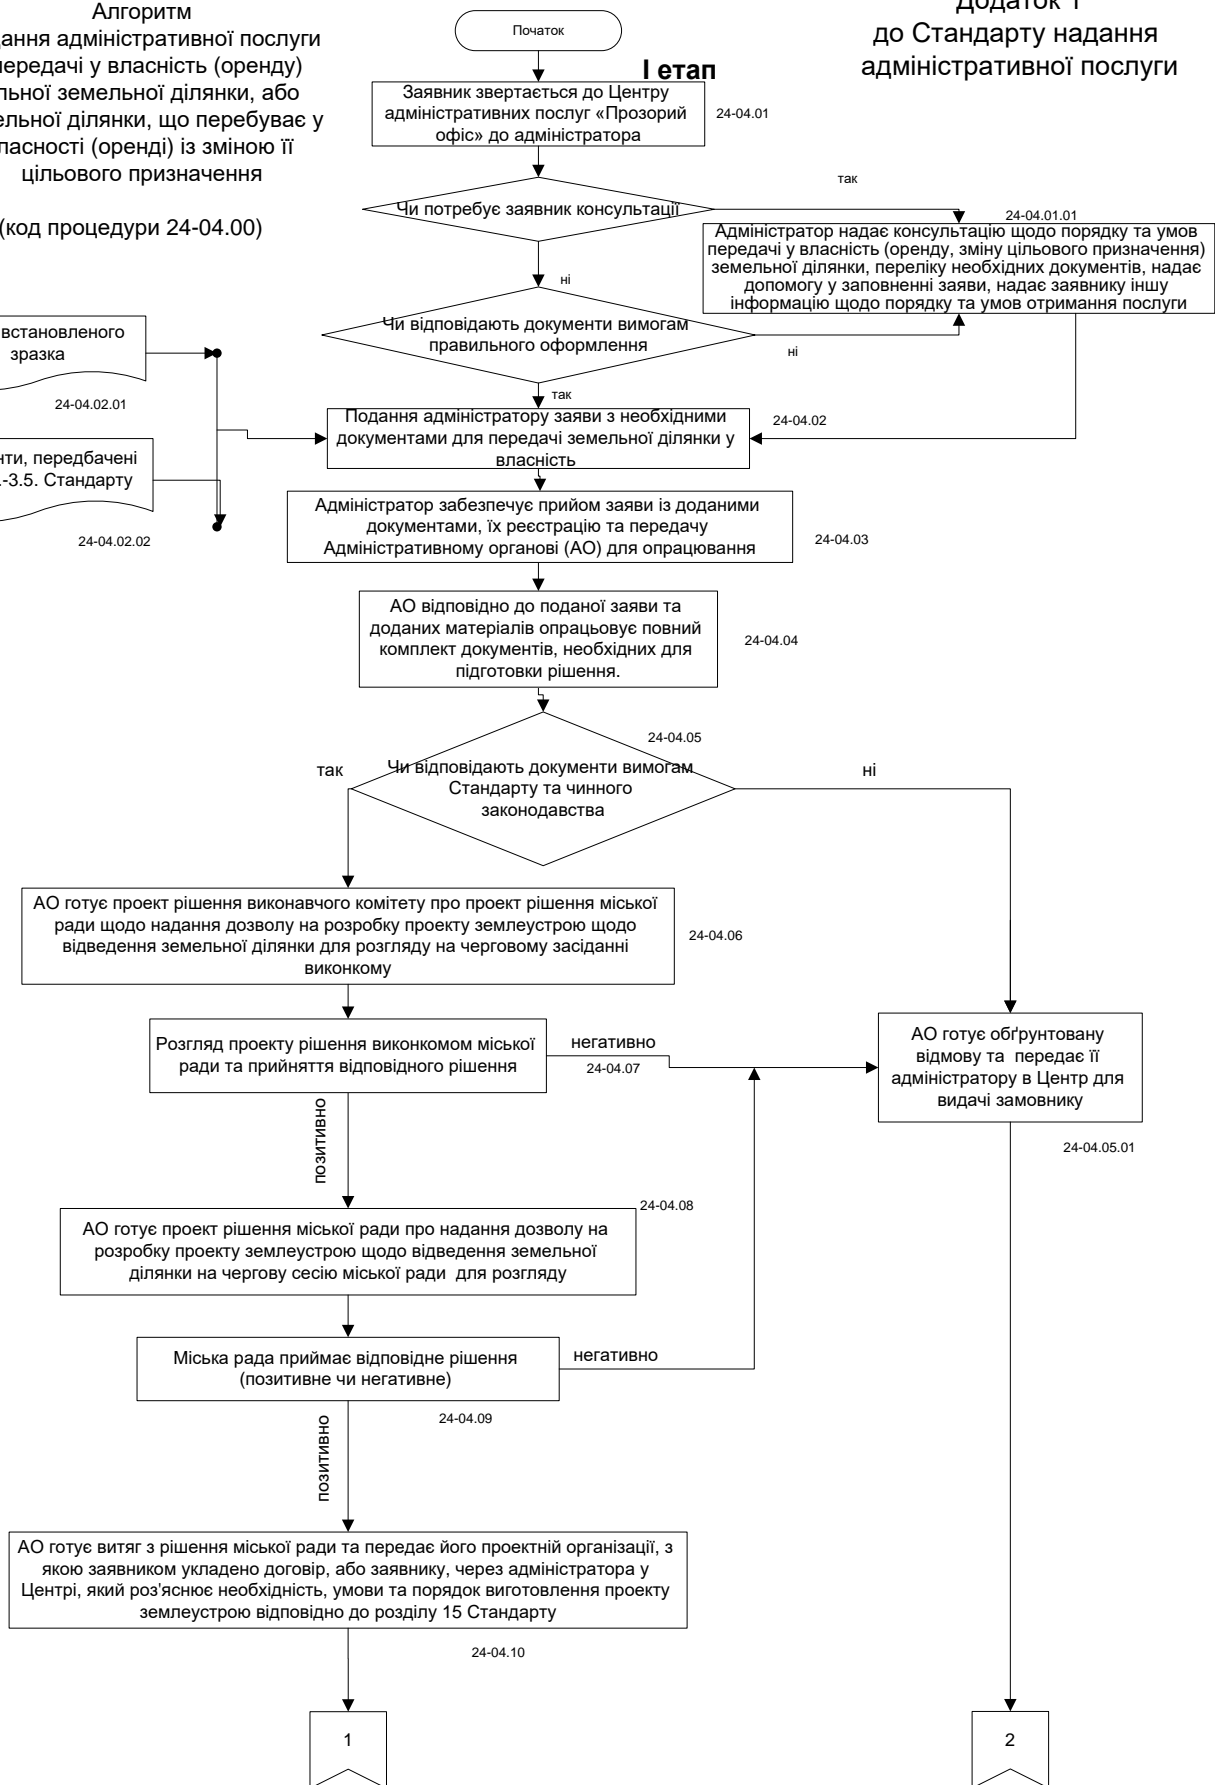 Алгоритм
адміністративної послуги
передачі у власність (оренду)
земельної ділянки, або
ділянки, що перебуває у
власності (оренді) із зміною її
цільового призначення
(код процедури 24-04.00)
Додаток 1
до Стандарту надання
адміністративної послуги
Початок
І етап
Заявник звертається до Центру
адміністративних послуг «Прозорий
офіс» до адміністратора
24-04.01
Чи потребує заявник консультації
так
ні
24-04.01.01
Адміністратор надає консультацію щодо порядку та умов
передачі у власність (оренду, зміну цільового призначення)
земельної ділянки, переліку необхідних документів, надає
допомогу у заповненні заяви, надає заявнику іншу
інформацію щодо порядку та умов отримання послуги
Чи відповідають документи вимогам
правильного оформлення
ні
так
встановленого
зразка
24-04.02.01
передбачені
-3.5. Стандарту
24-04.02.02
Подання адміністратору заяви з необхідними
документами для передачі земельної ділянки у
власність
24-04.02
Адміністратор забезпечує прийом заяви із доданими
документами, їх реєстрацію та передачу
Адміністративному органові (АО) для опрацювання
24-04.03
АО відповідно до поданої заяви та
доданих матеріалів опрацьовує повний
комплект документів, необхідних для
підготовки рішення.
24-04.04
24-04.05
так
Чи відповідають документи вимогам
Стандарту та чинного
законодавства
ні
АО готує проект рішення виконавчого комітету про проект рішення міської
ради щодо надання дозволу на розробку проекту землеустрою щодо
відведення земельної ділянки для розгляду на черговому засіданні
виконкому
24-04.06
Розгляд проекту рішення виконкомом міської
ради та прийняття відповідного рішення
негативно
24-04.07
АО готує обґрунтовану
відмову та передає її
адміністратору в Центр для
видачі замовнику
24-04.05.01
позитивно
24-04.08
АО готує проект рішення міської ради про надання дозволу на
розробку проекту землеустрою щодо відведення земельної
ділянки на чергову сесію міської ради для розгляду
Міська рада приймає відповідне рішення
(позитивне чи негативне)
негативно
24-04.09
позитивно
АО готує витяг з рішення міської ради та передає його проектній організації, з
якою заявником укладено договір, або заявнику, через адміністратора у
Центрі, який роз'яснює необхідність, умови та порядок виготовлення проекту
землеустрою відповідно до розділу 15 Стандарту
24-04.10
1
2